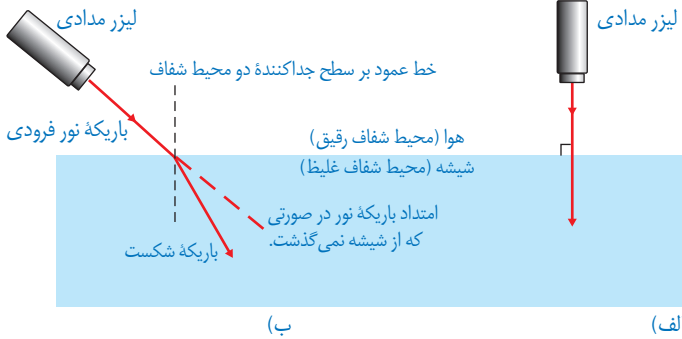 لیزر مدادی
لیزر مدادی
خط عمود بر سطح جداکنندهٔ دو محیط شفاف
باریکهٔ نور فرودی
هوا (محیط شفاف رقیق)
شیشه (محیط شفاف غلیظ)
امتداد باریکهٔ نور در صورتی
که از شیشه نمی‌گذشت.
باریکهٔ شکست
لف)
ب)